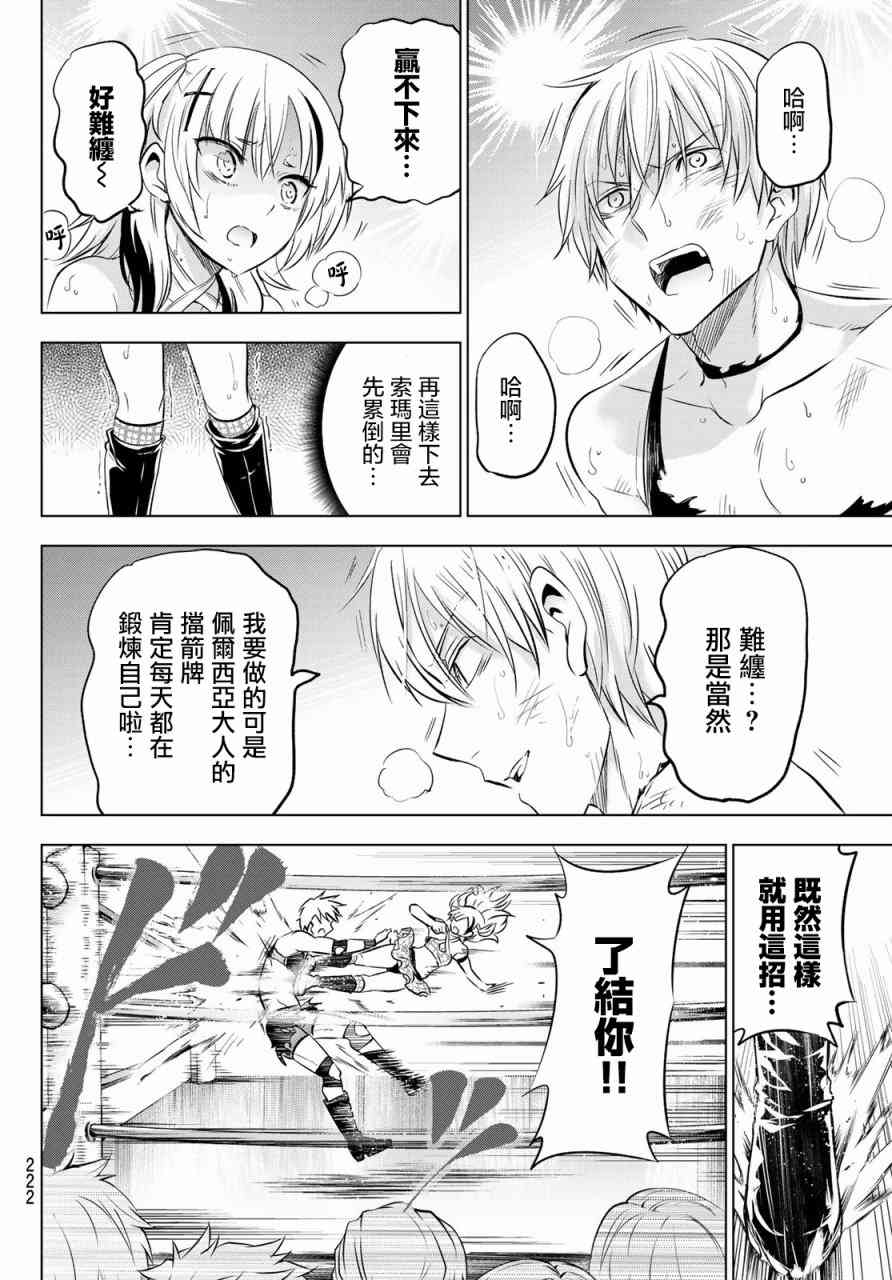 哈啊…
哈啊…
贏不下來…
好難纏～
呼
呼
再這樣下去
索瑪里會
先累倒的…
難纏…?
那是當然
我要做的可是
佩爾西亞大人的
擋箭牌
肯定每天都在
鍛煉自己啦…
既然這樣
就用這招…
了結你!!
ドガ
222